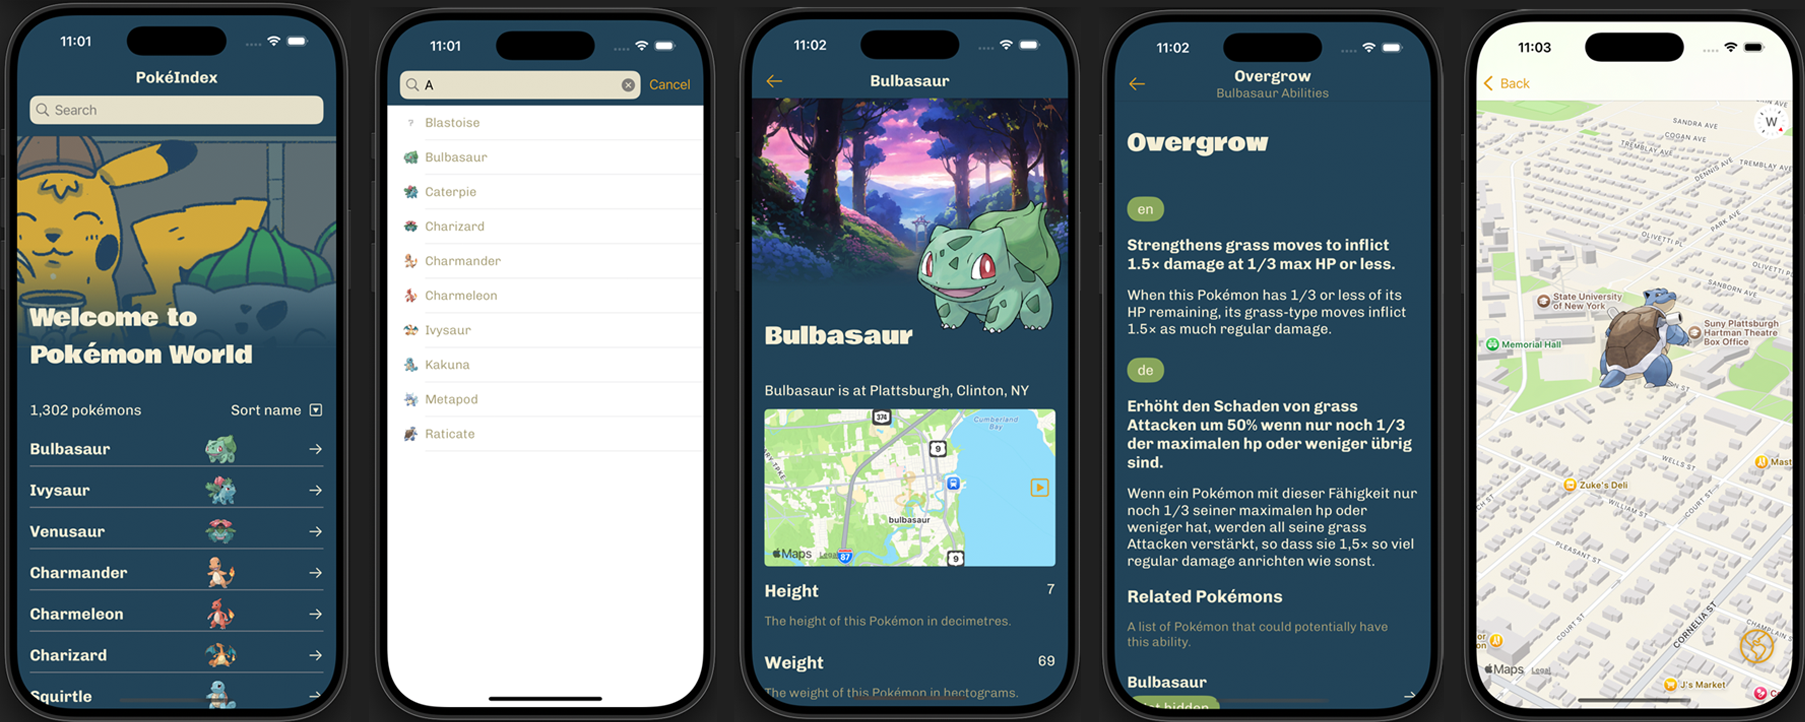 11:01
PokéIndex
Search
Welcome to
Pokémon World
1,302 pokémons
Sort name
Bulbasaur
Ivysaur
Venusaur
Charmander
Charmeleon
Charizard
Squirtle
11:01
A
Cancel
?
Blastoise
Bulbasaur
Caterpie
Charizard
Charmander
Charmeleon
Ivysaur
Kakuna
Metapod
Raticate
11:02
Bulbasaur
Bulbasaur
Bulbasaur is at Plattsburgh, Clinton, NY
374
Cumberland
Bay
9
bulbasaur
Maps
Legal
87
9
Height
7
The height of this Pokémon in decimetres.
Weight
69
The weight of this Pokémon in hectograms.
11:02
Overgrow
Bulbasaur Abilities
Overgrow
en
Strengthens grass moves to inflict
1.5× damage at 1/3 max HP or less.
When this Pokémon has 1/3 or less of its
HP remaining, its grass-type moves inflict
1.5× as much regular damage.
de
Erhöht den Schaden von grass
Attacken um 50% wenn nur noch 1/3
der maximalen hp oder weniger übrig
sind.
Wenn ein Pokémon mit dieser Fähigkeit nur
noch 1/3 seiner maximalen hp oder
weniger hat, werden all seine grass
Attacken verstärkt, so dass sie 1,5× so viel
regular damage anrichten wie sonst.
Related Pokémons
A list of Pokémon that could potentially have
this ability.
Bulbasaur
hidden
11:03
Back
W
SANDRA AVE
COGAN AVE
TREMBLAY AVE
TREMBLEY AVE
DENNIS AVE
PARK AVE
OLIVETTI PL
OLIVETTI P
SANBORN AVE
State University
of New York
Suny Plattsburgh
Hartman Theatre
Box Office
Memorial Hall
WELLS ST
Mast
Zuke's Deli
WILLIAM ST
COURT ST
PLEASANT ST
COURT ST
CORNELIA ST
CHAMPLAIN
Maps
Legal
J's Market